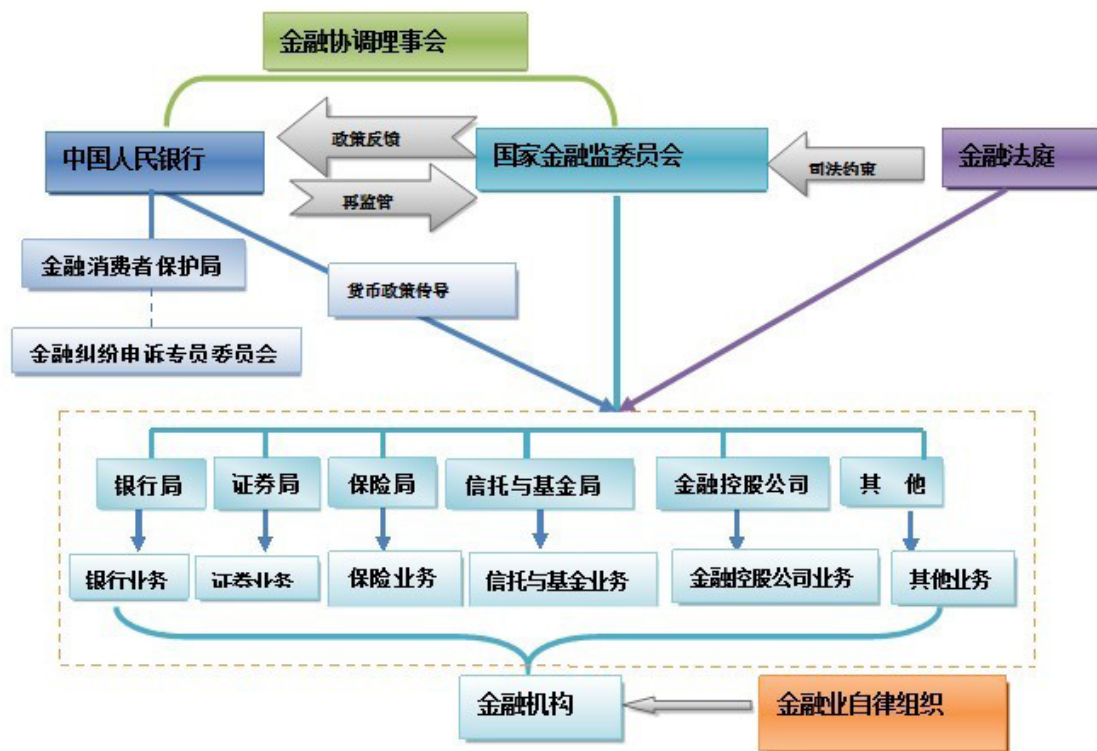 金融协调理事会
政策反馈
中国人民银行
国家金融监委员会
金融法庭
司法约束
再监管
金融消费者保护局
货币政策传导
金融纠纷申诉专员委员会
银行局
证券局
保险局
信托与基金局
金融控股公司
其 他
银行业务
证券业务
保险业务
信托与基金业务
金融控股公司业务
其他业务
金融机构
金融业自律组织